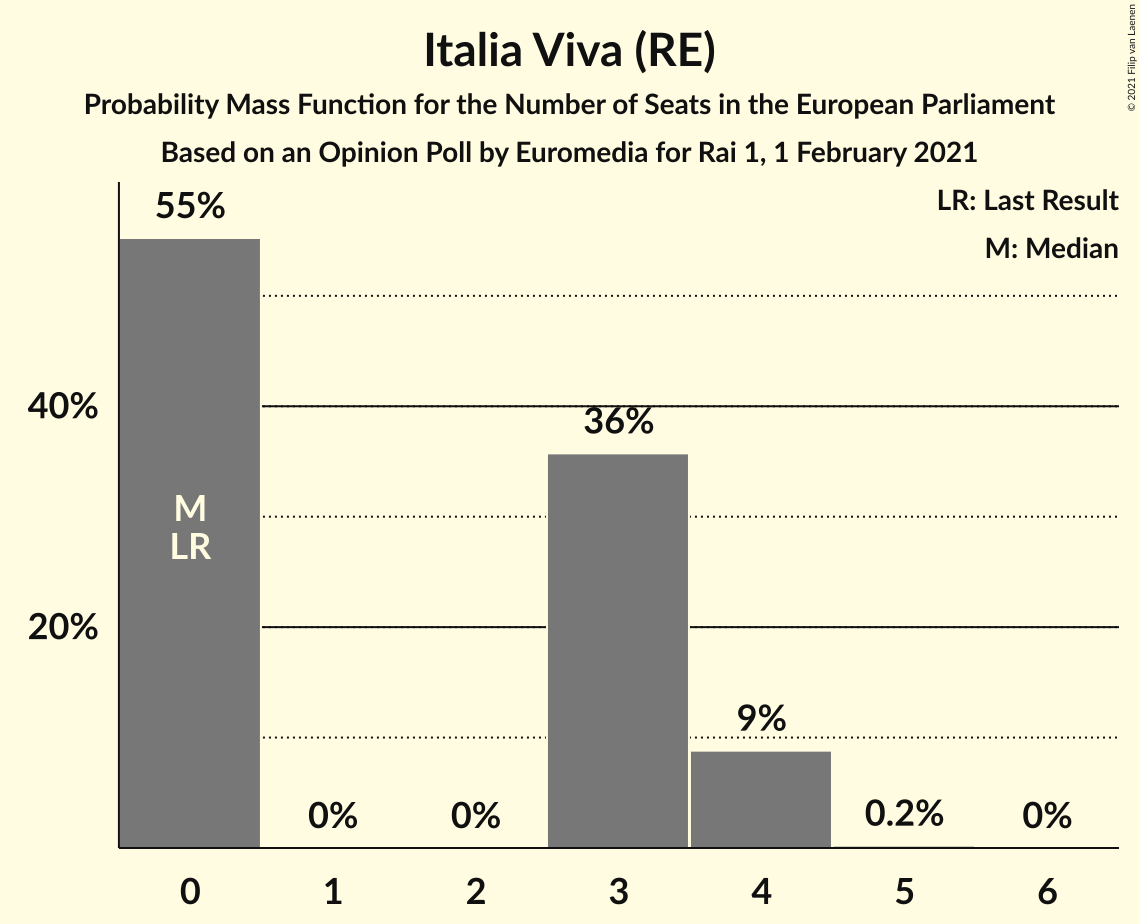 Italia Viva (RE)
Probability Mass Function for the Number of Seats in the European Parliament
Based on an Opinion Poll by Euromedia for Rai 1, 1 February 2021
© 2021 Filip van Laenen
LR: Last Result
M: Median
55%
40%
36%
M
LR
20%
9%
0%
0%
0.2%
0%
0
1
2
3
4
5
6